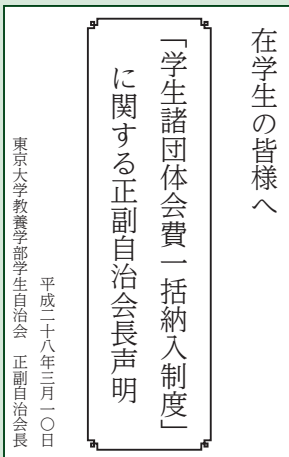 在学生の皆様へ
「学生諸団体会費一括納入制度」
に関する正副自治会長声明
平成二十八年三月一〇日
東京大学教養学部学生自治会　正副自治会長